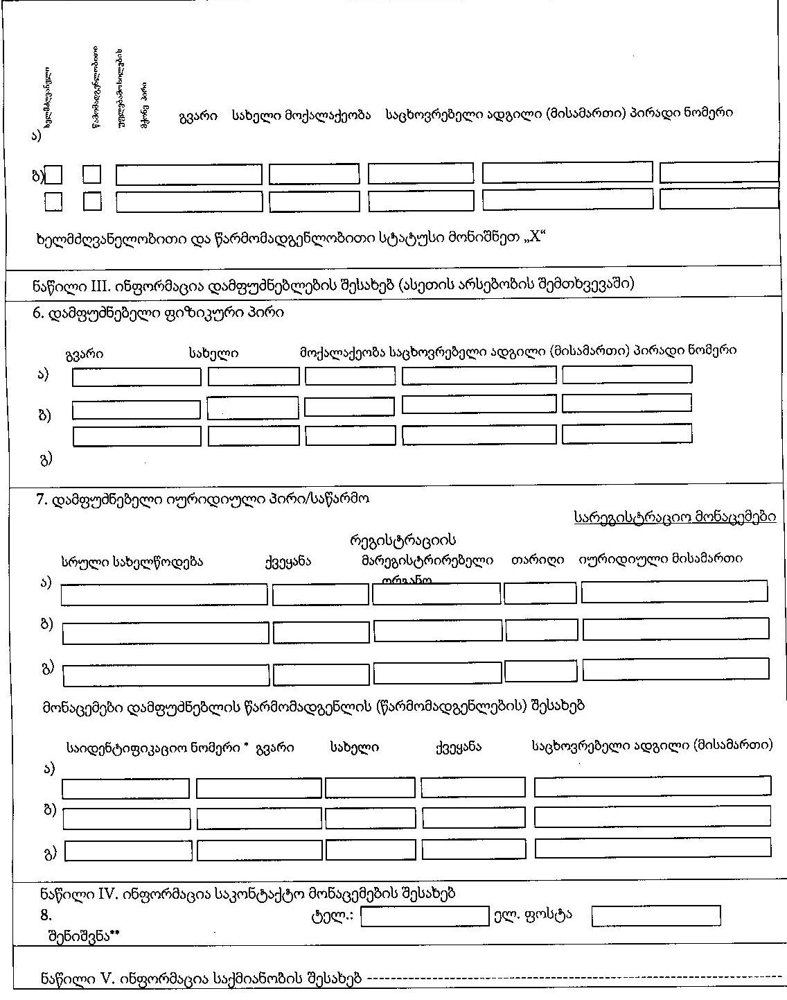 ხელმძღვანელი
წამომადგენლობითი
უფლებამოსილების
მქონე პირი
გვარი სახელი მოქალაქეობა საცხოვრებელი ადგილი (მისამართი) პირადი ნომერი
ა)
ბ)
ხელმძღვანელობითი და წარმომადგენლობითი სტატუსი მონიშნეთ „X“
ნაწილი III. ინფორმაცია დამფუძნებლების შესახებ (ასეთის არსებობის შემთხვევაში)
6. დამფუძნებელი ფიზიკური პირი
გვარი სახელი მოქალაქეობა საცხოვრებელი ადგილი (მისამართი) პირადი ნომერი
ა)
ბ)
გ)
7. დამფუძნებელი იურიდიული პირი/საწარმო
სარეგისტრაციო მონაცემები
რეგისტრაციის
სრული სახელწოდება ქვეყანა მარეგისტრირებელი თარიღი იურიდიული მისამართი
ორგანო
ა)
ბ)
გ)
მონაცემები დამფუძნებლის წარმომადგენლის (წარმომადგენლების) შესახებ
საიდენტიფიკაციო ნომერი * გვარი სახელი ქვეყანა საცხოვრებელი ადგილი (მისამართი)
ა)
ბ)
გ)
ნაწილი IV. ინფორმაცია საკონტაქტო მონაცემების შესახებ
8. ტელ.: ელ. ფოსტა
შენიშვნა**
ნაწილი V. ინფორმაცია საქმიანობის შესახებ ------------------------------------------------------------